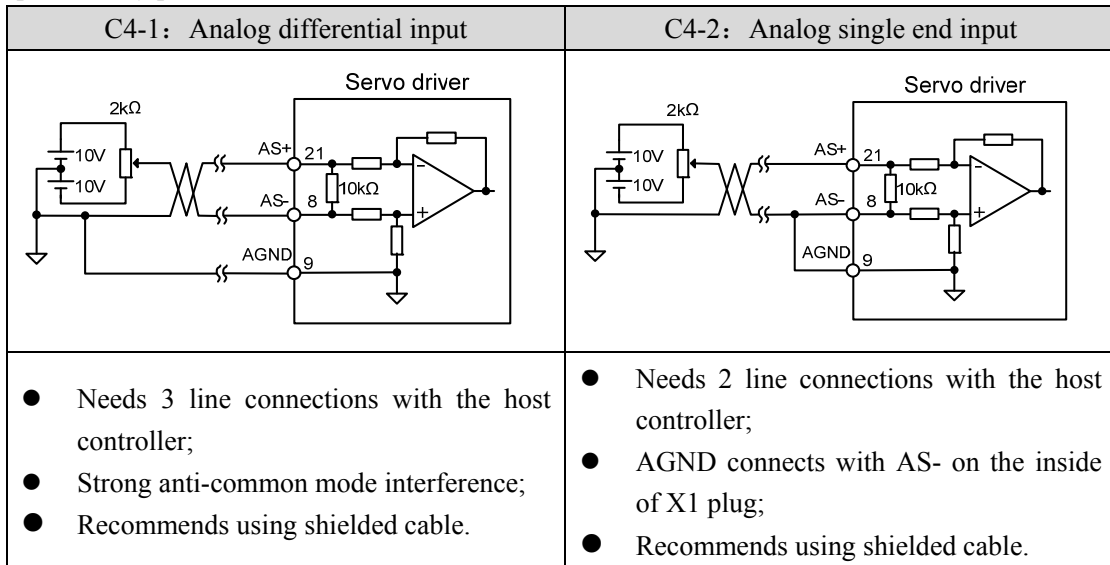 C4-1：Analog differential input
C4-2：Analog single end input
Servo driver
2kΩ
10V
10V
AS+
21
10kΩ
AS-
8
AGND
9
Servo driver
2kΩ
10V
10V
AS+
21
10kΩ
AS-
8
AGND
9
● Needs 3 line connections with the host
controller;
● Strong anti-common mode interference;
● Recommends using shielded cable.
● Needs 2 line connections with the host
controller;
● AGND connects with AS- on the inside
of X1 plug;
● Recommends using shielded cable.